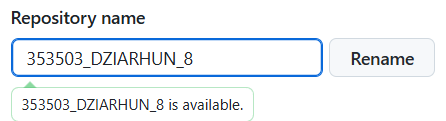 Repository name
353503_DZIARHUN_8
Rename
353503_DZIARHUN_8 is available.